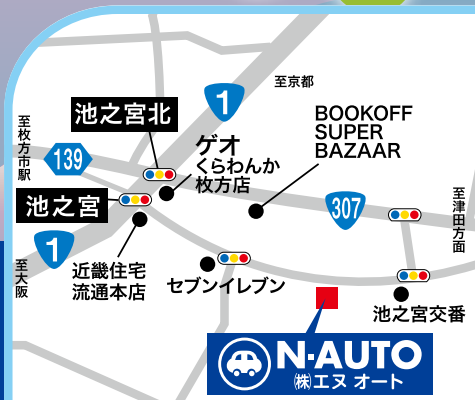 至京都
1
池之宮北
BOOKOFF
SUPER
BAZAAR
至枚方市駅
139
ゲオ
くらわんか
枚方店
池之宮
307
至津田方面
1
至大阪
近畿住宅
流通本店
セブンイレブン
池之宮交番
N-AUTO
㈱エヌ オート